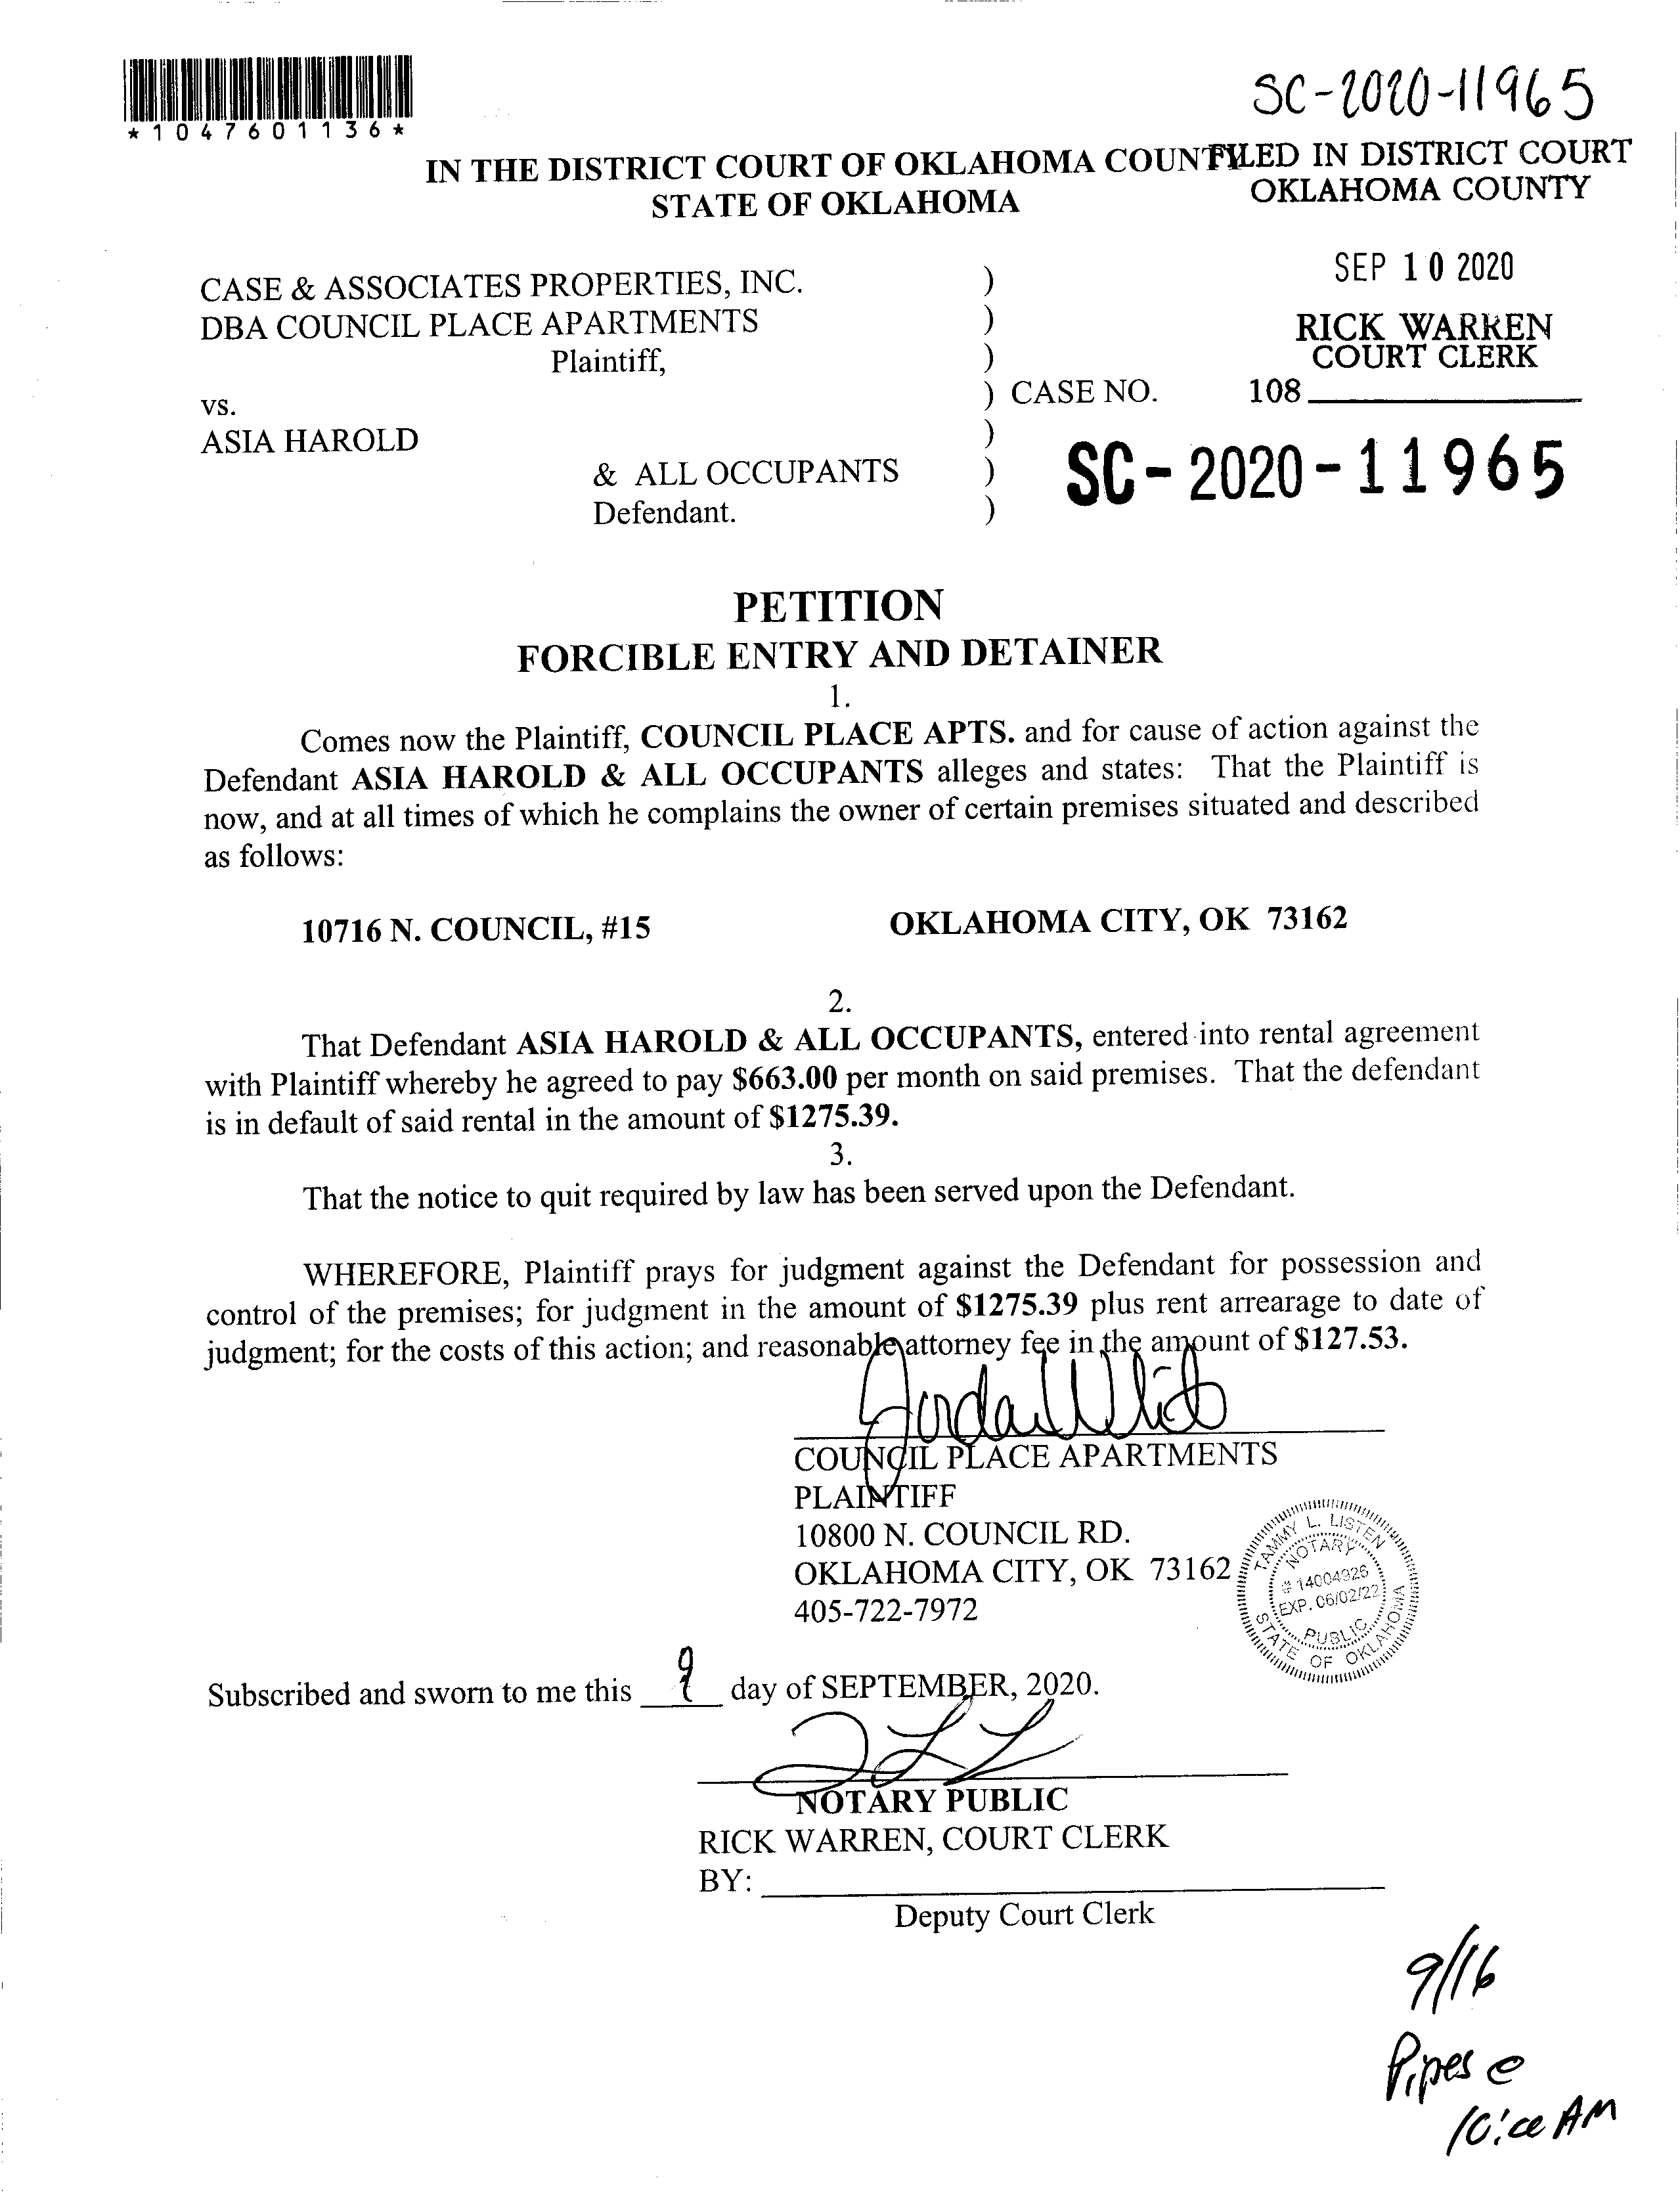 SC-2020-11965
*1047601136*
IN THE DISTRICT COURT OF OKLAHOMA COUNTY
STATE OF OKLAHOMA
FILED IN DISTRICT COURT
OKLAHOMA COUNTY
SEP 10 2020
RICK WARREN
COURT CLERK
108
CASE & ASSOCIATES PROPERTIES, INC. )
DBA COUNCIL PLACE APARTMENTS )
Plaintiff, )
vs. ) CASE NO.
ASIA HAROLD )
& ALL OCCUPANTS )
Defendant. )
SC-2020-11965
PETITION
FORCIBLE ENTRY AND DETAINER
1.
Comes now the Plaintiff, COUNCIL PLACE APTS. and for cause of action against the
Defendant ASIA HAROLD & ALL OCCUPANTS alleges and states: That the Plaintiff is
now, and at all times of which he complains the owner of certain premises situated and described
as follows:
10716 N. COUNCIL, #15 OKLAHOMA CITY, OK 73162
2.
That Defendant ASIA HAROLD & ALL OCCUPANTS, entered into rental agreement
with Plaintiff whereby he agreed to pay $663.00 per month on said premises. That the defendant
is in default of said rental in the amount of $1275.39.
3.
That the notice to quit required by law has been served upon the Defendant.
WHEREFORE, Plaintiff prays for judgment against the Defendant for possession and
control of the premises; for judgment in the amount of $1275.39 plus rent arrearage to date of
judgment; for the costs of this action; and reasonable attorney fee in the amount of $127.53.
COUNCIL PLACE APARTMENTS
PLAINTIFF
10800 N. COUNCIL RD.
OKLAHOMA CITY, OK 73162
405-722-7972
TAMMY L. LISTEN
NOTARY
# 14004926
EXP. 06/02/22
PUBLIC
STATE OF OKLAHOMA
Subscribed and sworn to me this 9 day of SEPTEMBER, 2020.
NOTARY PUBLIC
RICK WARREN, COURT CLERK
BY:
Deputy Court Clerk
9/16
Pipes @
AM